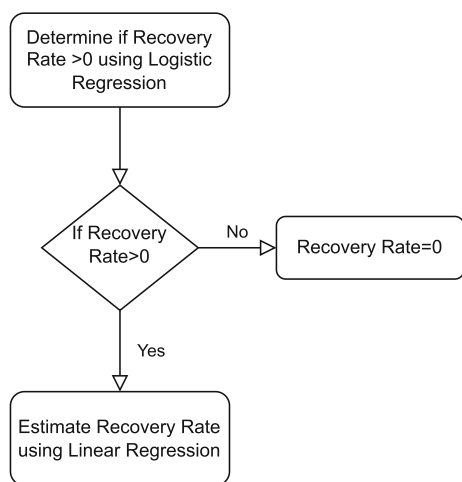 Determine if Recovery
Rate >0 using Logistic
Regression
If Recovery
Rate>0
No
Recovery Rate=0
Yes
Estimate Recovery Rate
using Linear Regression